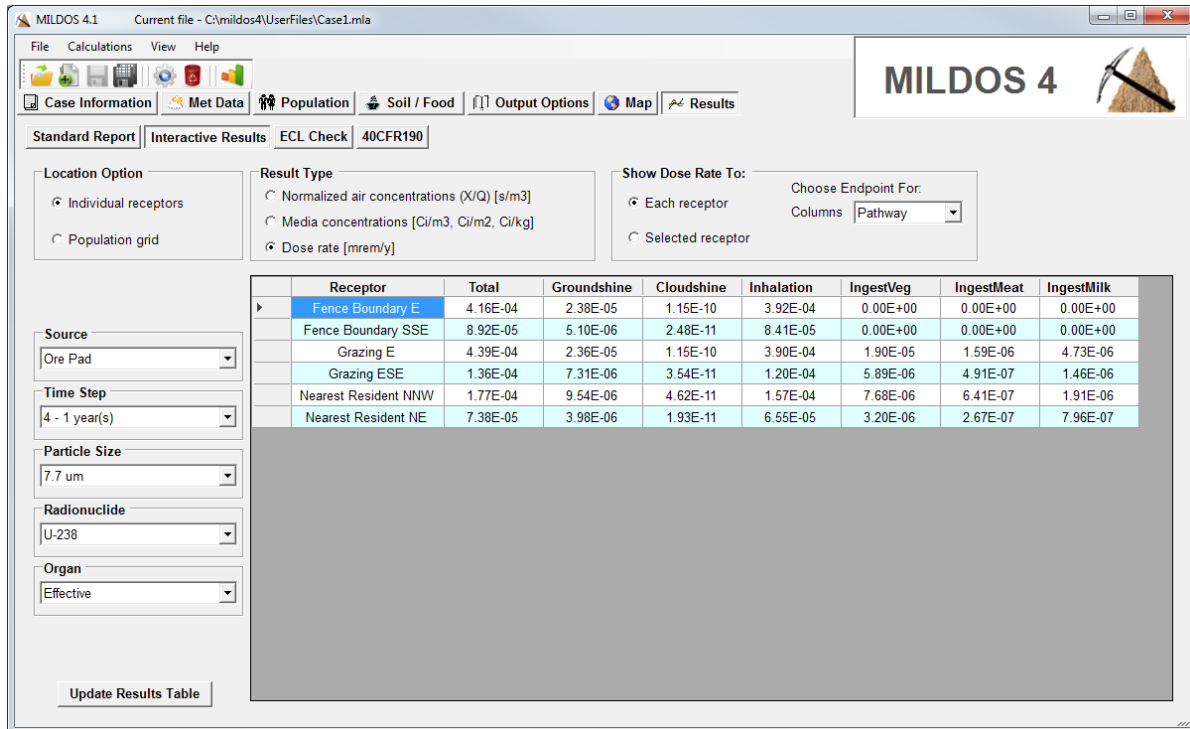 MILDOS 4.1 Current file - C:\mildos4\UserFiles\Case1.mla
File Calculations View Help
MILDOS 4
Case Information Met Data Population Soil / Food Output Options Map Results
Standard Report Interactive Results ECL Check 40CFR190
Location Option
Individual receptors
Population grid
Result Type
Normalized air concentrations (X/Q) [s/m3]
Media concentrations [Ci/m3, Ci/m2, Ci/kg]
Dose rate [mrem/y]
Show Dose Rate To:
Each receptor
Selected receptor
Choose Endpoint For:
Columns Pathway
Source
Ore Pad
Time Step
4 - 1 year(s)
Particle Size
7.7 um
Radionuclide
U-238
Organ
Effective
Update Results Table
Receptor Total Groundshine Cloudshine Inhalation IngestVeg IngestMeat IngestMilk
Fence Boundary E 4.16E-04 2.38E-05 1.15E-10 3.92E-04 0.00E+00 0.00E+00 0.00E+00
Fence Boundary SSE 8.92E-05 5.10E-06 2.48E-11 8.41E-05 0.00E+00 0.00E+00 0.00E+00
Grazing E 4.39E-04 2.36E-05 1.15E-10 3.90E-04 1.90E-05 1.59E-06 4.73E-06
Grazing ESE 1.36E-04 7.31E-06 3.54E-11 1.20E-04 5.89E-06 4.91E-07 1.46E-06
Nearest Resident NNW 1.77E-04 9.54E-06 4.62E-11 1.57E-04 7.68E-06 6.41E-07 1.91E-06
Nearest Resident NE 7.38E-05 3.98E-06 1.93E-11 6.55E-05 3.20E-06 2.67E-07 7.96E-07